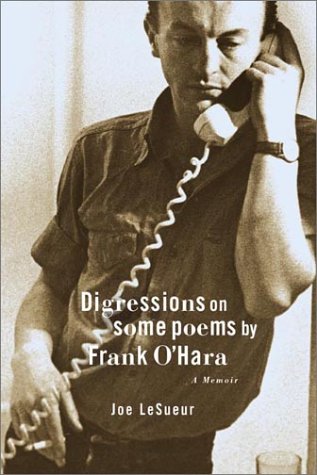 Digressions on
some poems by
Frank O'Hara
A Memoir
Joe LeSueur